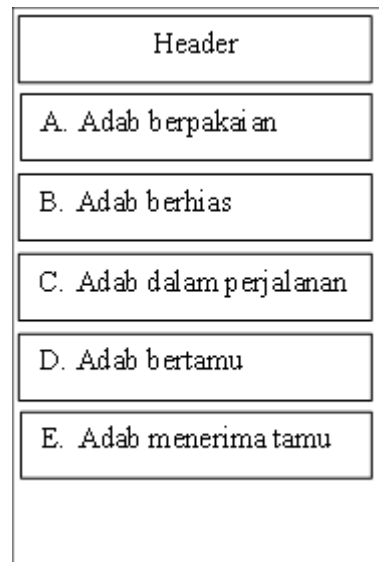 Header
A. Adab berpakaian
B. Adab berhias
C. Adab dalam perjalanan
D. Adab bertamu
E. Adab menerima tamu